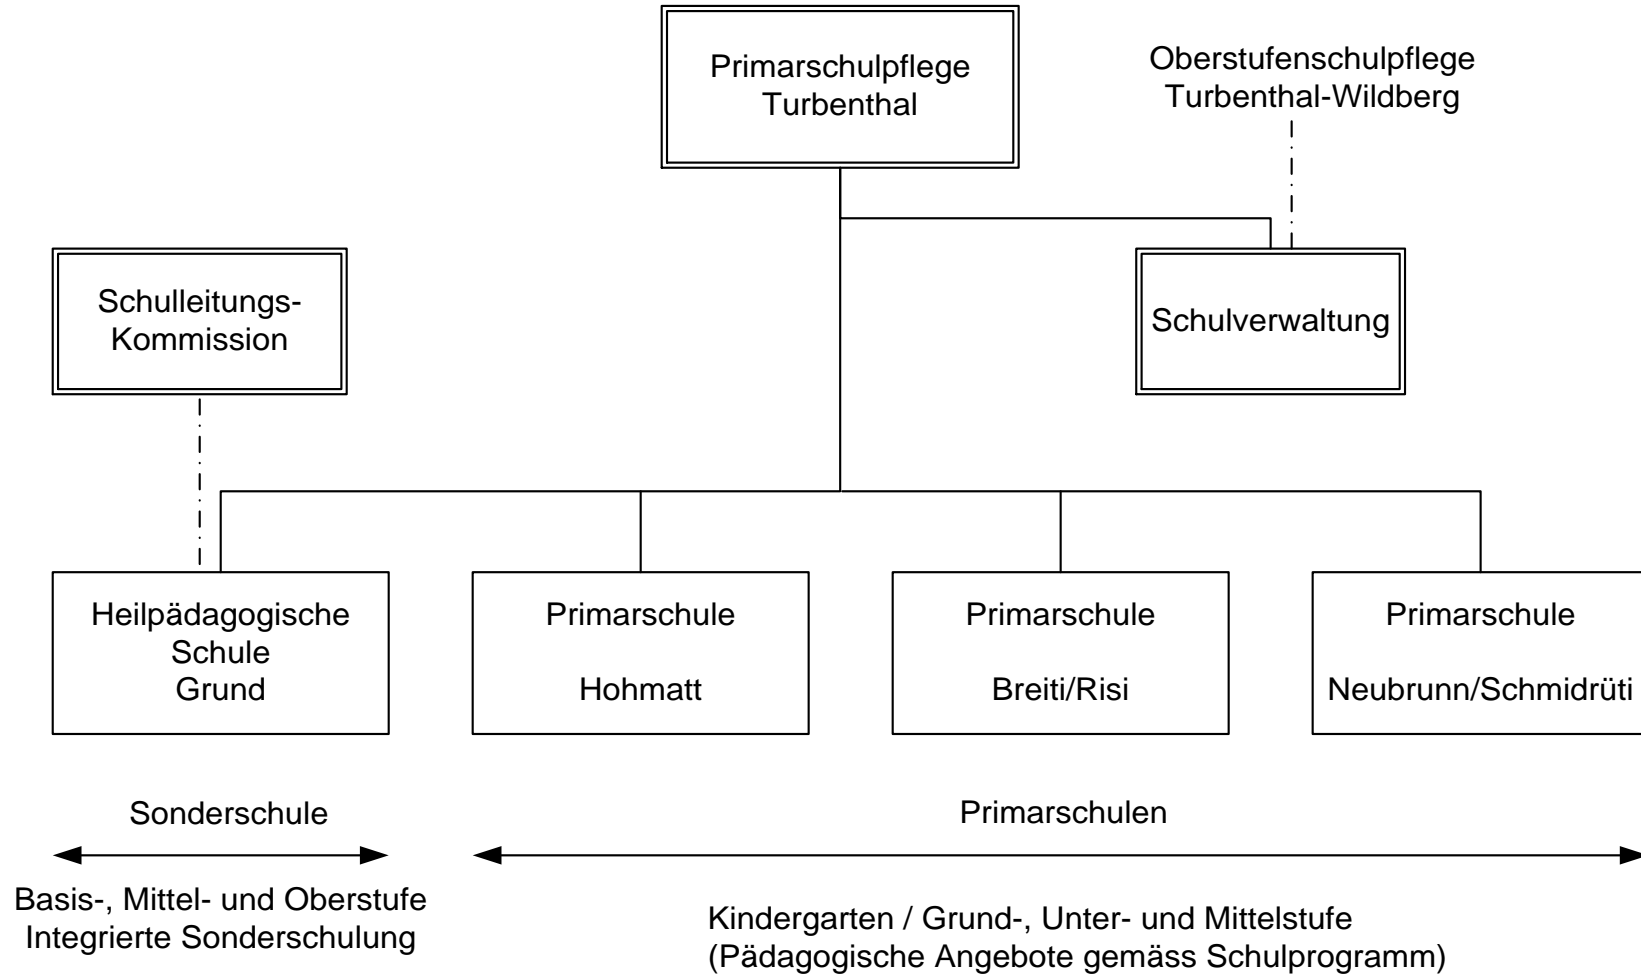 Primarschulpflege
Turbenthal
Oberstufenschulpflege
Turbenthal-Wildberg
Schulleitungs-
Kommission
Schulverwaltung
Heilpädagogische
Schule
Grund
Primarschule
Hohmatt
Primarschule
Breiti/Risi
Primarschule
Neubrunn/Schmidrüti
Sonderschule
Primarschulen
Basis-, Mittel- und Oberstufe
Integrierte Sonderschulung
Kindergarten / Grund-, Unter- und Mittelstufe
(Pädagogische Angebote gemäss Schulprogramm)